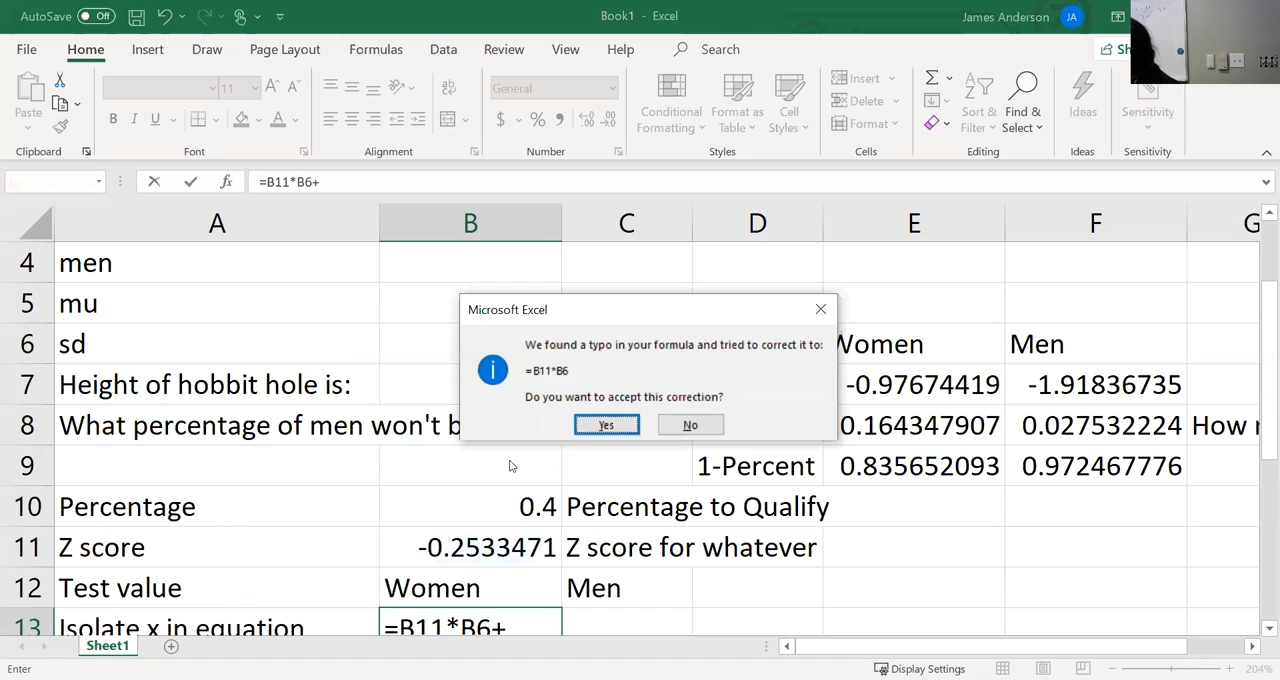 AutoSave Off Book1 - Excel James Anderson JA
File Home Insert Draw Page Layout Formulas Data Review View Help Search Sh
Paste
Clipboard
11
A A
B I U A
Font
ab
Alignment
General
$ % 9 .00 .00
Number
Conditional Formatting
Format as Table
Cell Styles
Styles
Insert
Delete
Format
Cells
Sort & Filter
Find & Select
Editing
Ideas
Ideas
Sensitivity
Sensitivity
fx =B11*B6+
A B C D E F G
4 men
5 mu
6 sd Women Men
7 Height of hobbit hole is: -0.97674419 -1.91836735
8 What percentage of men won't b 0.164347907 0.027532224 How
9 1-Percent 0.835652093 0.972467776
10 Percentage 0.4 Percentage to Qualify
11 Z score -0.2533471 Z score for whatever
12 Test value Women Men
13 Isolate x in equation =B11*B6+
Microsoft Excel
We found a typo in your formula and tried to correct it to:
=B11*B6
Do you want to accept this correction?
Yes No
Sheet1
Enter Display Settings 204%